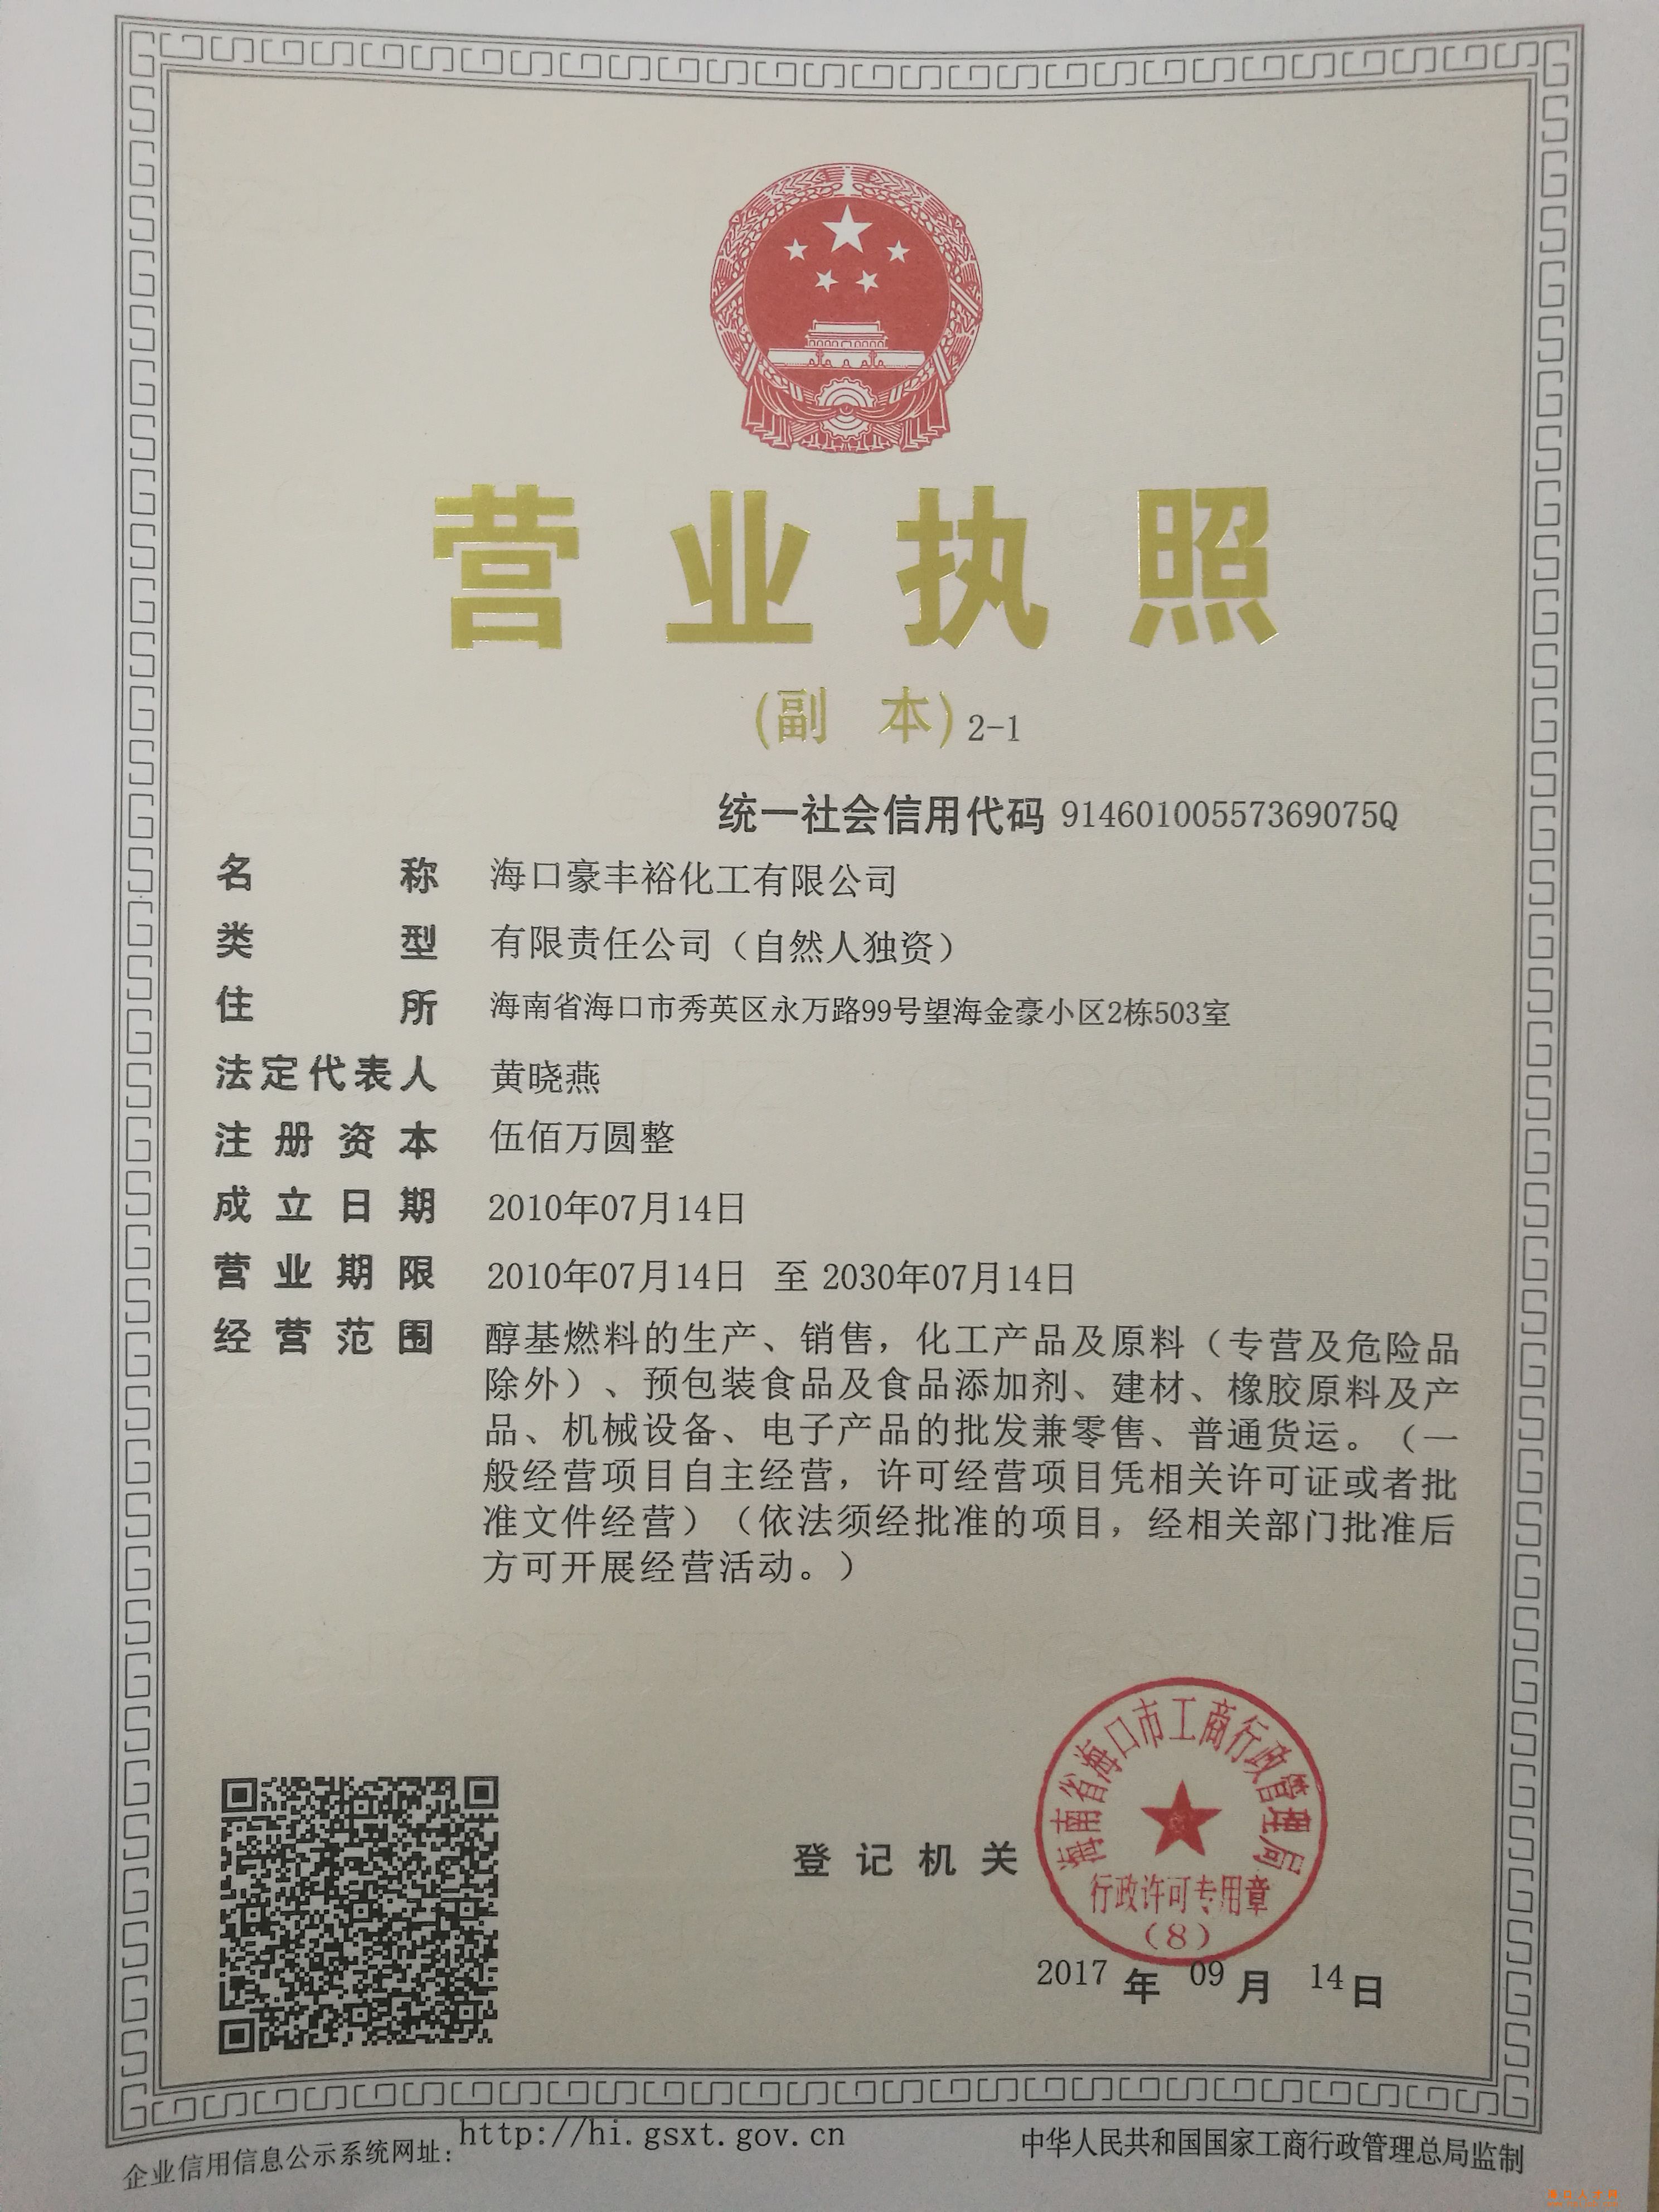 营业执照
(副 本) 2-1
统一社会信用代码 91460100557369075Q
名称 海口豪丰裕化工有限公司
类型 有限责任公司（自然人独资）
住所 海南省海口市秀英区永万路99号望海金豪小区2栋503室
法定代表人 黄晓燕
注册资本 伍佰万圆整
成立日期 2010年07月14日
营业期限 2010年07月14日 至 2030年07月14日
经营范围 醇基燃料的生产、销售，化工产品及原料（专营及危险品
除外）、预包装食品及食品添加剂、建材、橡胶原料及产
品、机械设备、电子产品的批发兼零售、普通货运。（一
般经营项目自主经营，许可经营项目凭相关许可证或者批
准文件经营）（依法须经批准的项目，经相关部门批准后
方可开展经营活动。）
海南省海口市工商行政管理局
登记机关
行政许可专用章
(8)
2017 年 09 月 14 日
企业信用信息公示系统网址: http://hi.gsxt.gov.cn
中华人民共和国国家工商行政管理总局监制